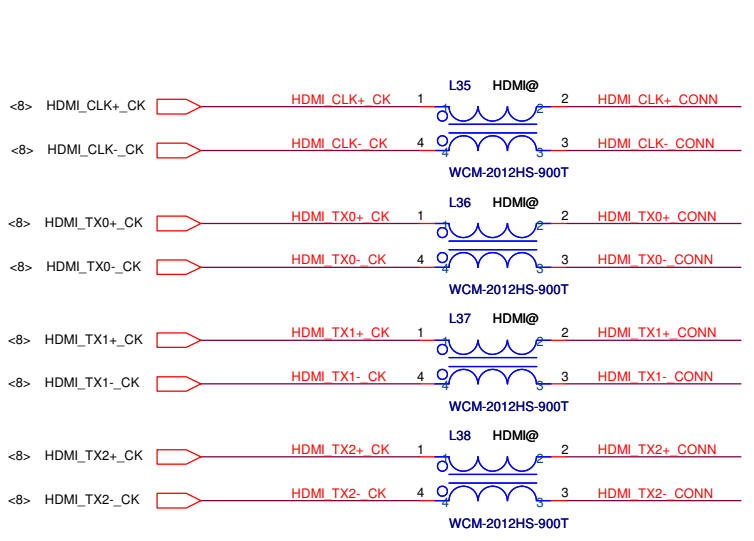 L35 HDMI@
<8> HDMI_CLK+_CK HDMI_CLK+_CK 1 1 2 2 HDMI_CLK+_CONN
<8> HDMI_CLK-_CK HDMI_CLK-_CK 4 4 3 3 HDMI_CLK-_CONN
WCM-2012HS-900T
L36 HDMI@
<8> HDMI_TX0+_CK HDMI_TX0+_CK 1 1 2 2 HDMI_TX0+_CONN
<8> HDMI_TX0-_CK HDMI_TX0-_CK 4 4 3 3 HDMI_TX0-_CONN
WCM-2012HS-900T
L37 HDMI@
<8> HDMI_TX1+_CK HDMI_TX1+_CK 1 1 2 2 HDMI_TX1+_CONN
<8> HDMI_TX1-_CK HDMI_TX1-_CK 4 4 3 3 HDMI_TX1-_CONN
WCM-2012HS-900T
L38 HDMI@
<8> HDMI_TX2+_CK HDMI_TX2+_CK 1 1 2 2 HDMI_TX2+_CONN
<8> HDMI_TX2-_CK HDMI_TX2-_CK 4 4 3 3 HDMI_TX2-_CONN
WCM-2012HS-900T